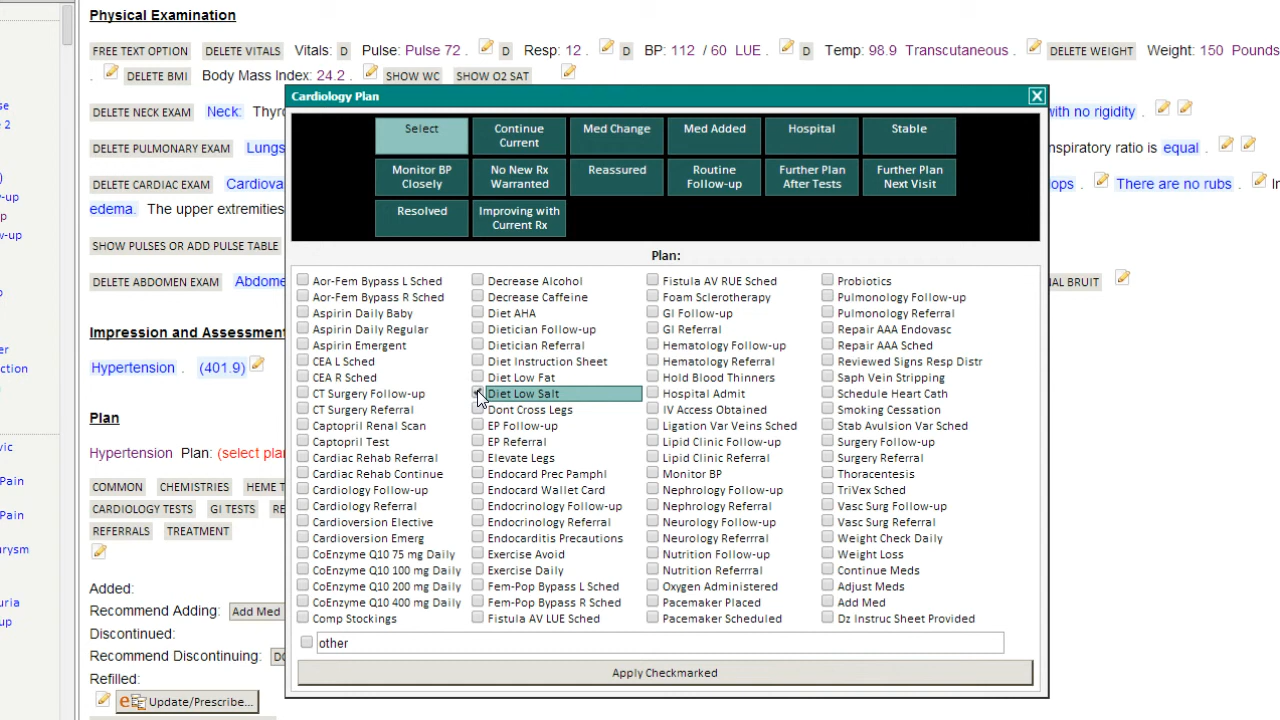 Physical Examination
FREE TEXT OPTION DELETE VITALS Vitals: D Pulse: Pulse 72 . D Resp: 12 . D BP: 112 / 60 LUE . D Temp: 98.9 Transcutaneous . DELETE WEIGHT Weight: 150 Pounds
. DELETE BMI Body Mass Index: 24.2 . SHOW WC SHOW O2 SAT
Cardiology Plan
DELETE NECK EXAM Neck: with no rigidity
DELETE PULMONARY EXAM Lungs ratio is equal .
DELETE CARDIAC EXAM There are no rubs .
edema. The upper extremities
SHOW PULSES OR ADD PULSE TABLE
DELETE ABDOMEN EXAM BRUIT
Impression and Assessment
Hypertension . (401.9)
Hypertension Plan: (select
COMMON CHEMISTRIES HEME
CARDIOLOGY TESTS GI TESTS
REFERRALS TREATMENT
Added:
Recommend Adding: Add Med
Discontinued:
Recommend Discontinuing:
Refilled:
Update/Prescribe...
Select
Continue Current
Med Change
Med Added
Hospital
Stable
Monitor BP Closely
No New Rx Warranted
Reassured
Routine Follow-up
Further Plan After Tests
Further Plan Next Visit
Resolved
Improving with Current Rx
Plan:
Aor-Fem Bypass L Sched
Aor-Fem Bypass R Sched
Aspirin Daily Baby
Aspirin Daily Regular
Aspirin Emergent
CEA L Sched
CEA R Sched
CT Surgery Follow-up
CT Surgery Referral
Captopril Renal Scan
Captopril Test
Cardiac Rehab Referral
Cardiac Rehab Continue
Cardiology Follow-up
Cardiology Referral
Cardioversion Elective
Cardioversion Emerg
CoEnzyme Q10 75 mg Daily
CoEnzyme Q10 100 mg Daily
CoEnzyme Q10 200 mg Daily
CoEnzyme Q10 400 mg Daily
Comp Stockings
Decrease Alcohol
Decrease Caffeine
Diet AHA
Dietician Follow-up
Dietician Referral
Diet Instruction Sheet
Diet Low Fat
Diet Low Salt
Dont Cross Legs
EP Follow-up
EP Referral
Elevate Legs
Endocard Prec Pamphl
Endocard Wallet Card
Endocrinology Follow-up
Endocrinology Referral
Endocarditis Precautions
Exercise Avoid
Exercise Daily
Fem-Pop Bypass L Sched
Fem-Pop Bypass R Sched
Fistula AV LUE Sched
Fistula AV RUE Sched
Foam Sclerotherapy
GI Follow-up
GI Referral
Hematology Follow-up
Hematology Referral
Hold Blood Thinners
Hospital Admit
IV Access Obtained
Ligation Var Veins Sched
Lipid Clinic Follow-up
Lipid Clinic Referral
Monitor BP
Nephrology Follow-up
Nephrology Referral
Neurology Follow-up
Neurology Referrral
Nutrition Follow-up
Nutrition Referrral
Oxygen Administered
Pacemaker Placed
Pacemaker Scheduled
Probiotics
Pulmonology Follow-up
Pulmonology Referral
Repair AAA Endovasc
Repair AAA Sched
Reviewed Signs Resp Distr
Saph Vein Stripping
Schedule Heart Cath
Smoking Cessation
Stab Avulsion Var Sched
Surgery Follow-up
Surgery Referral
Thoracentesis
TriVex Sched
Vasc Surg Follow-up
Vasc Surg Referral
Weight Check Daily
Weight Loss
Continue Meds
Adjust Meds
Add Med
Dz Instruc Sheet Provided
other
Apply Checkmarked